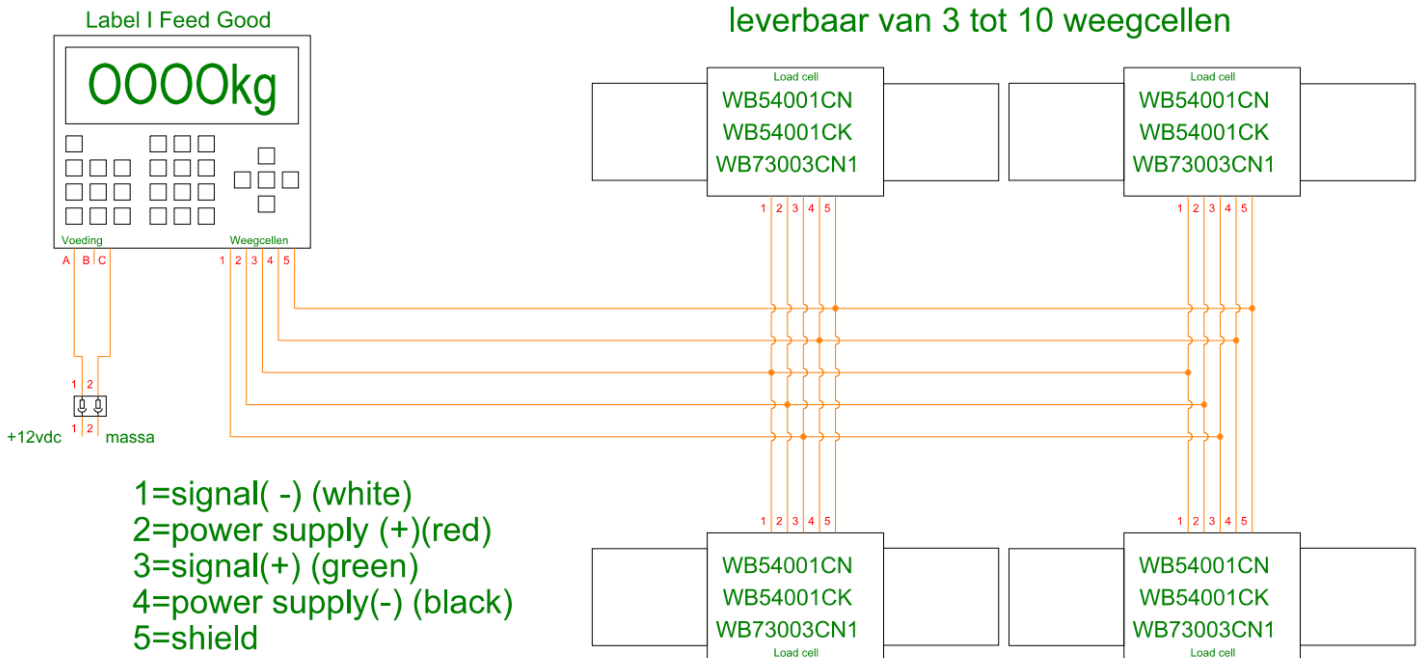 Label I Feed Good
leverbaar van 3 tot 10 weegcellen
OOOOkg
Load cell
WB54001CN
WB54001CK
WB73003CN1
Load cell
WB54001CN
WB54001CK
WB73003CN1
1 2 3 4 5
1 2 3 4 5
Voeding
Weegcellen
A B C
1 2 3 4 5
1 2
1 2
+12vdc
massa
1=signal( -) (white)
2=power supply (+)(red)
3=signal(+) (green)
4=power supply(-) (black)
5=shield
1 2 3 4 5
1 2 3 4 5
WB54001CN
WB54001CK
WB73003CN1
Load cell
WB54001CN
WB54001CK
WB73003CN1
Load cell